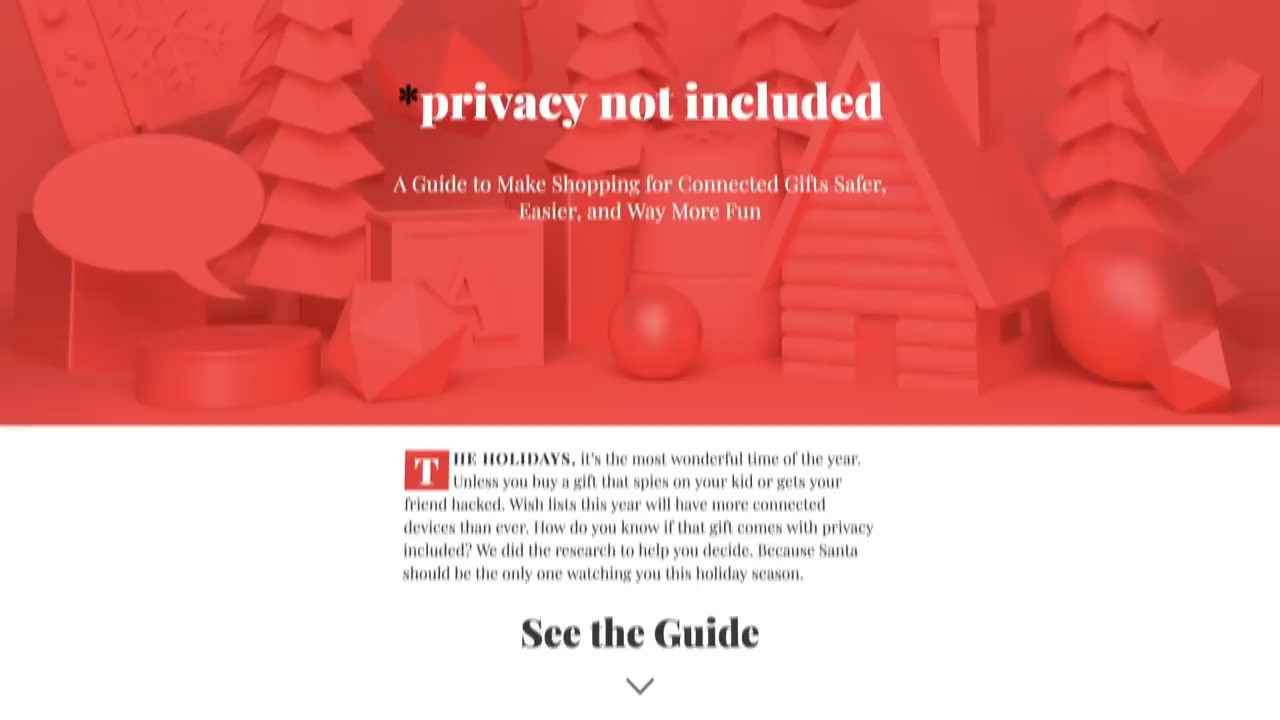 *privacy not included
A Guide to Make Shopping for Connected Gifts Safer,
Easier, and Way More Fun
A
THE HOLIDAYS, it's the most wonderful time of the year.
Unless you buy a gift that spies on your kid or gets your
friend hacked. Wish lists this year will have more connected
devices than ever. How do you know if that gift comes with privacy
included? We did the research to help you decide. Because Santa
should be the only one watching you this holiday season.
See the Guide